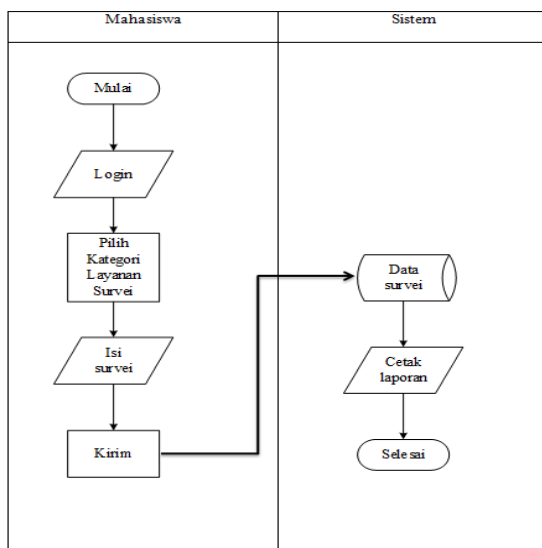 Mahasiswa
Sistem
Mulai
Login
Pilih
Kategori
Layanan
Survei
Isi
survei
Kirim
Data
survei
Cetak
laporan
Selesai